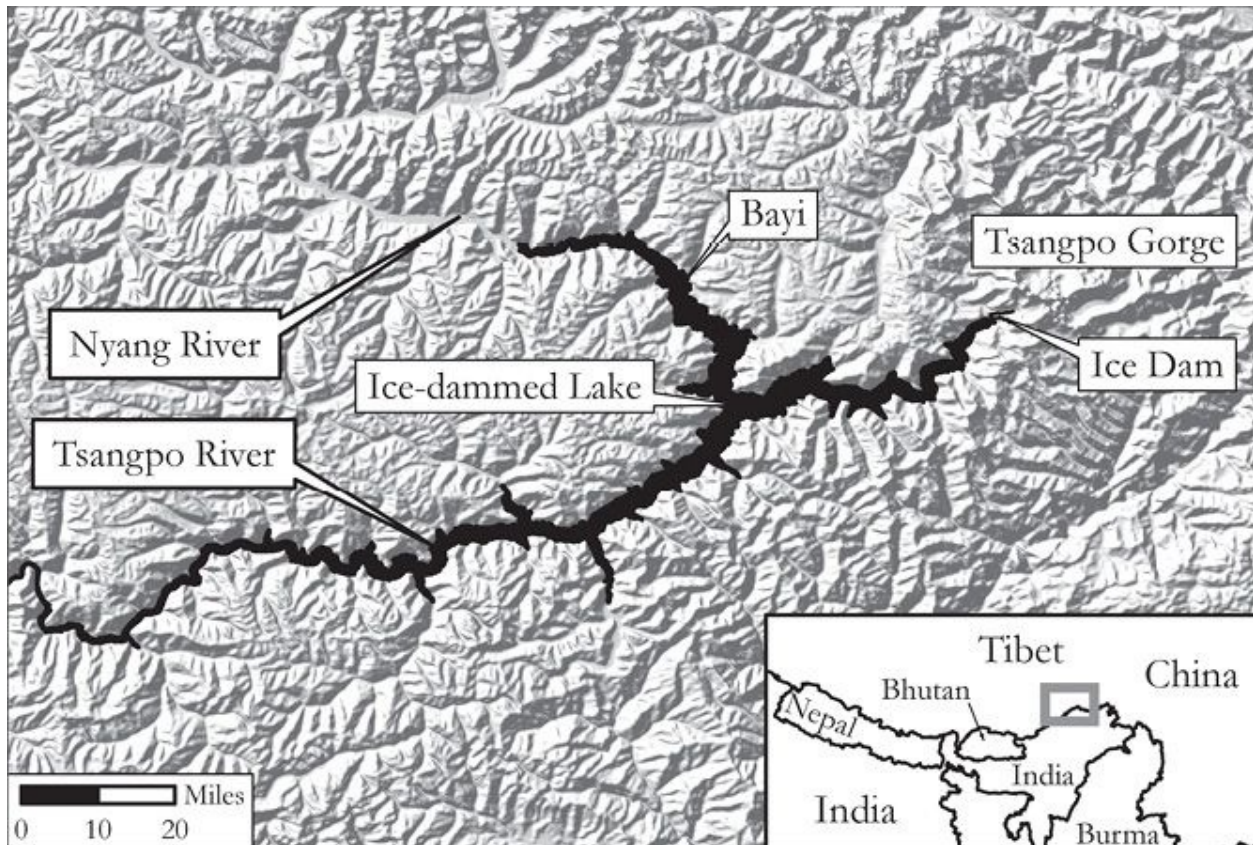 Bayi
Tsangpo Gorge
Nyang River
Ice Dam
Ice-dammed Lake
Tsangpo River
Tibet
China
Bhutan
Nepal
India
India
Burma
Miles
0 10 20